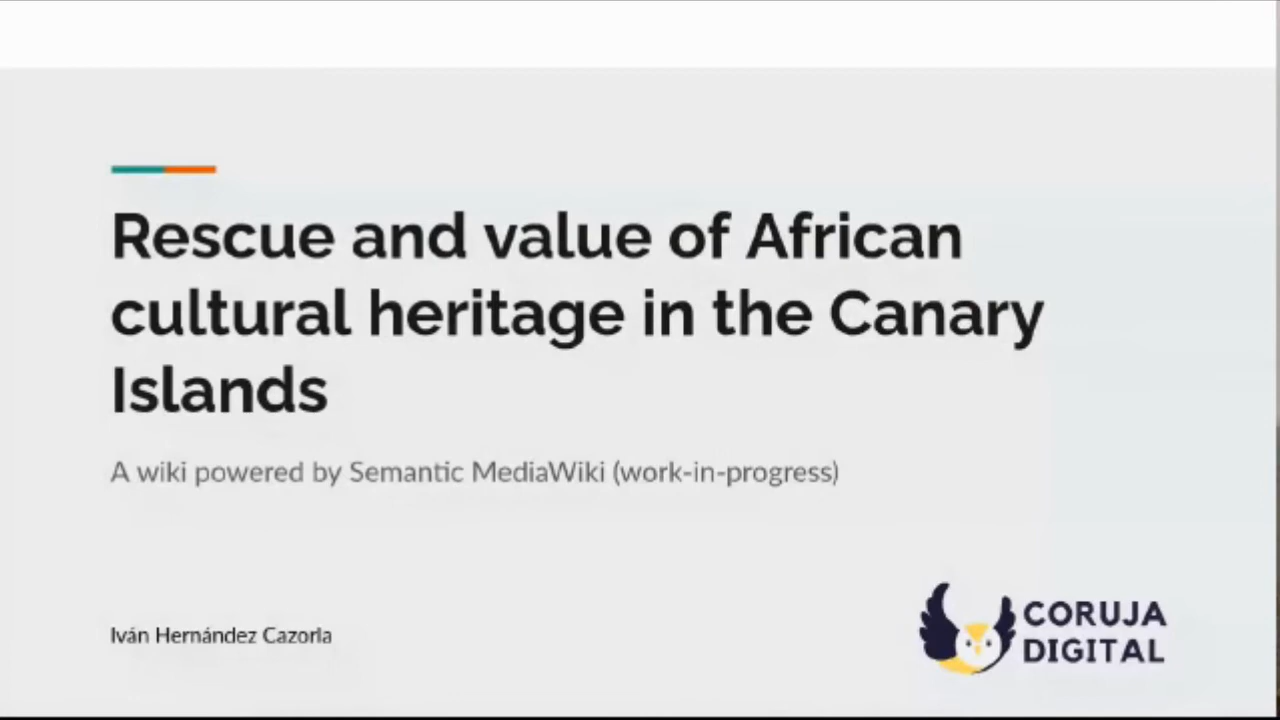 Rescue and value of African
cultural heritage in the Canary
Islands
A wiki powered by Semantic MediaWiki (work-in-progress)
Iván Hernández Cazorla
CORUJA
DIGITAL